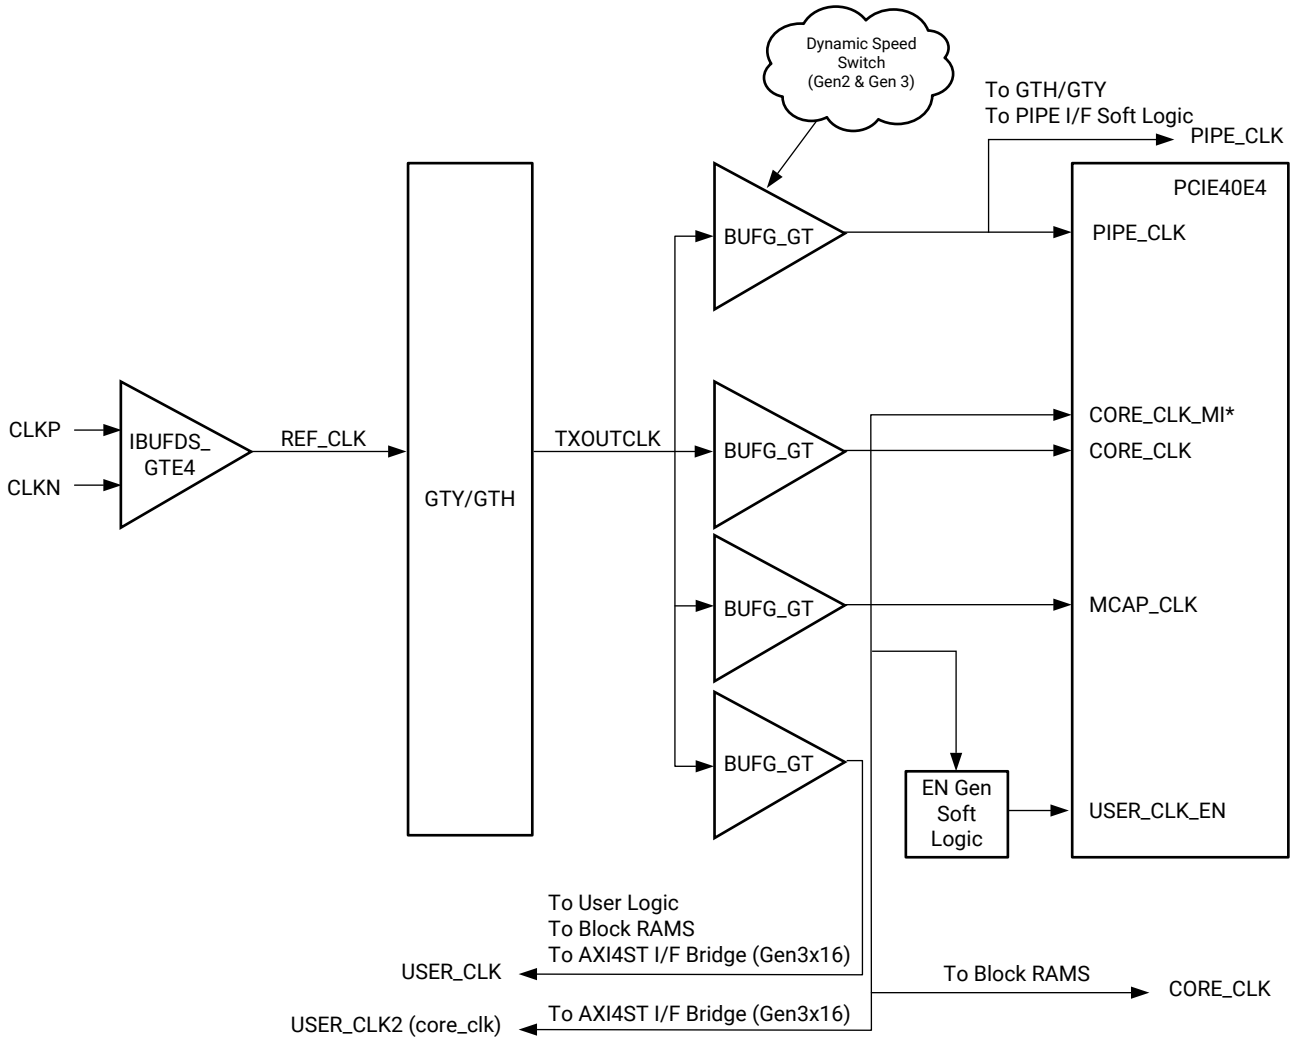 Dynamic Speed
Switch
(Gen2 & Gen 3)
To GTH/GTY
To PIPE I/F Soft Logic
PIPE_CLK
PCIE40E4
BUFG_GT
PIPE_CLK
CORE_CLK_MI*
CLKP
IBUFDS_
GTE4
REF_CLK
TXOUTCLK
BUFG_GT
CORE_CLK
CLKN
GTY/GTH
BUFG_GT
MCAP_CLK
BUFG_GT
EN Gen
Soft
Logic
USER_CLK_EN
To User Logic
To Block RAMS
To AXI4ST I/F Bridge (Gen3x16)
USER_CLK
To Block RAMS
CORE_CLK
To AXI4ST I/F Bridge (Gen3x16)
USER_CLK2 (core_clk)